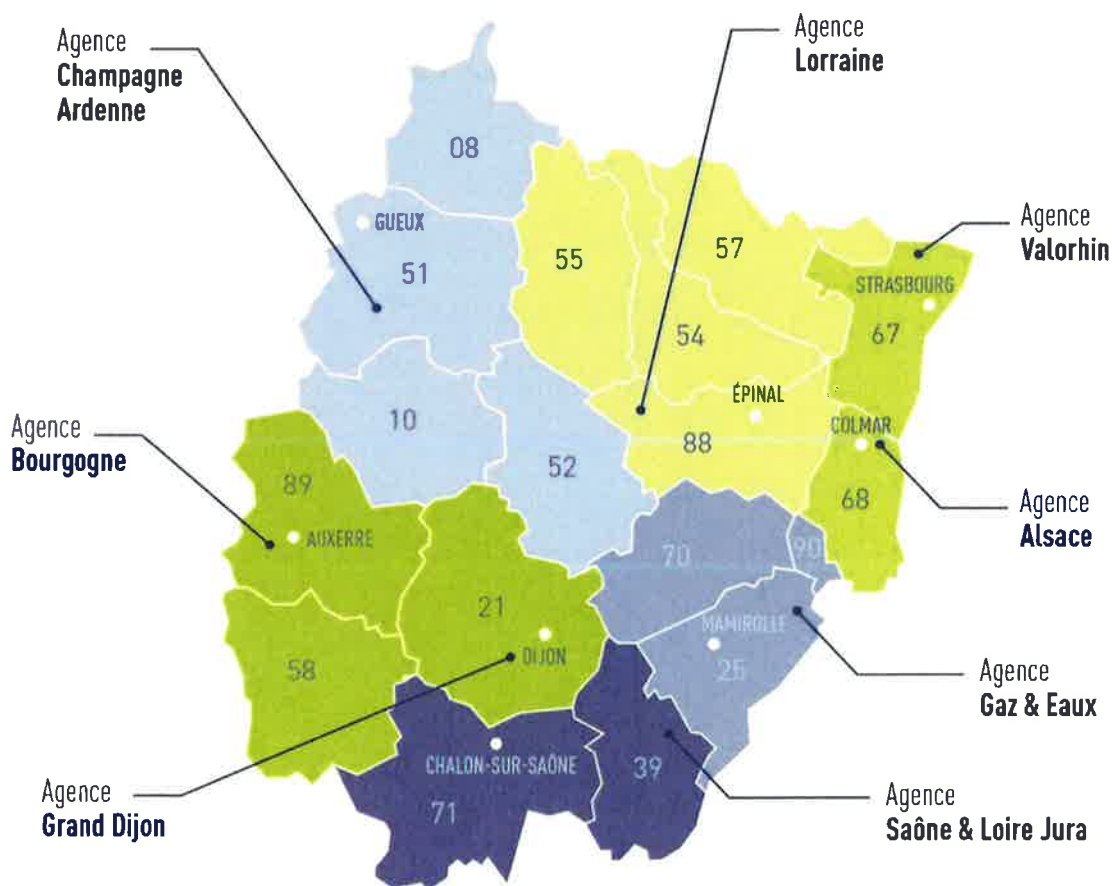 Agence
Champagne
Ardenne
Agence
Lorraine
08
GUEUX
51
55
57
Agence
Valorhin
STRASBOURG
67
54
ÉPINAL
10
88
COLMAR
Agence
Bourgogne
52
68
Agence
Alsace
89
AUXERRE
70
90
21
MAMIROLLE
DIJON
58
25
Agence
Gaz & Eaux
CHALON-SUR-SAÔNE
39
Agence
Grand Dijon
71
Agence
Saône & Loire Jura